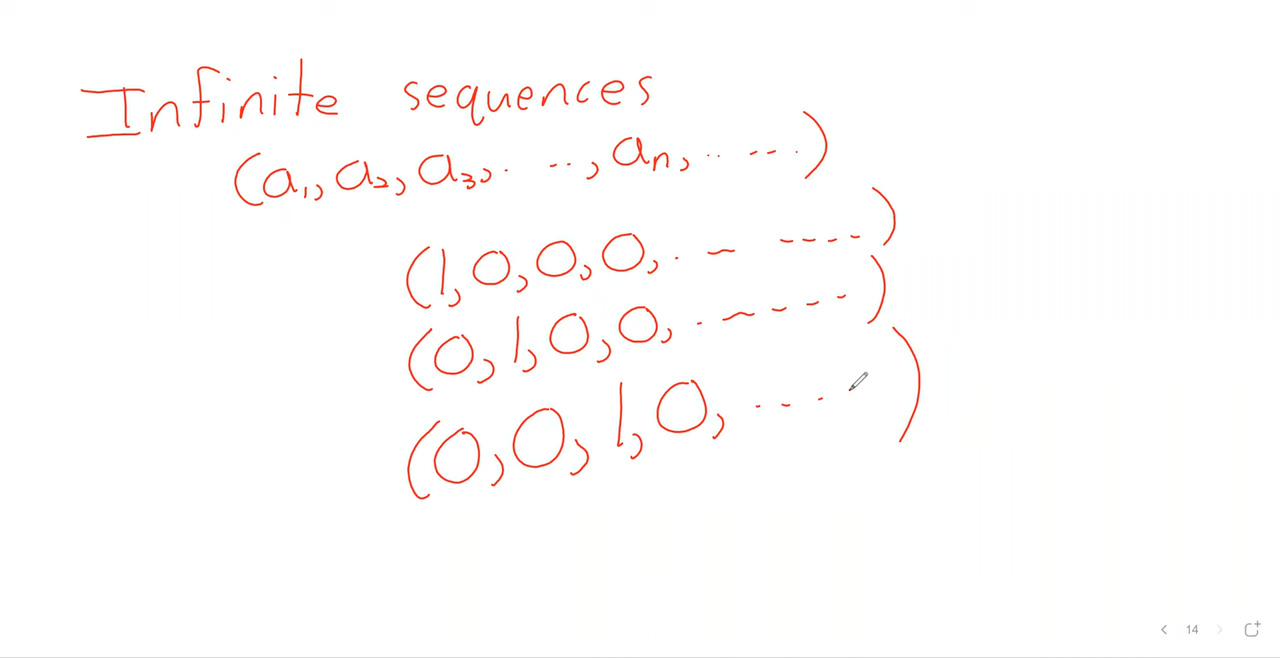 Infinite sequences
(a₁, a₂, a₃, . . . ., aₙ, . . . . . .)
(1, 0, 0, 0, . - - - - - -)
(0, 1, 0, 0, . - - - - -)
(0, 0, 1, 0, . . . . .)
14